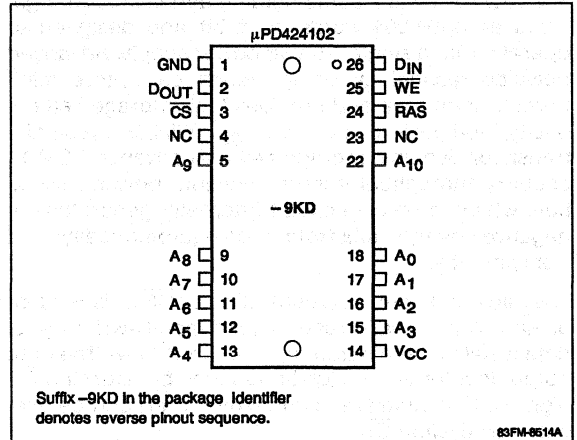 µPD424102
GND 1 26 DIN
DOUT 2 25 WE
CS 3 24 RAS
NC 4 23 NC
A9 5 22 A10
–9KD
A8 9 18 A0
A7 10 17 A1
A6 11 16 A2
A5 12 15 A3
A4 13 14 VCC
Suffix –9KD in the package identifier
denotes reverse pinout sequence.
83FM-8514A